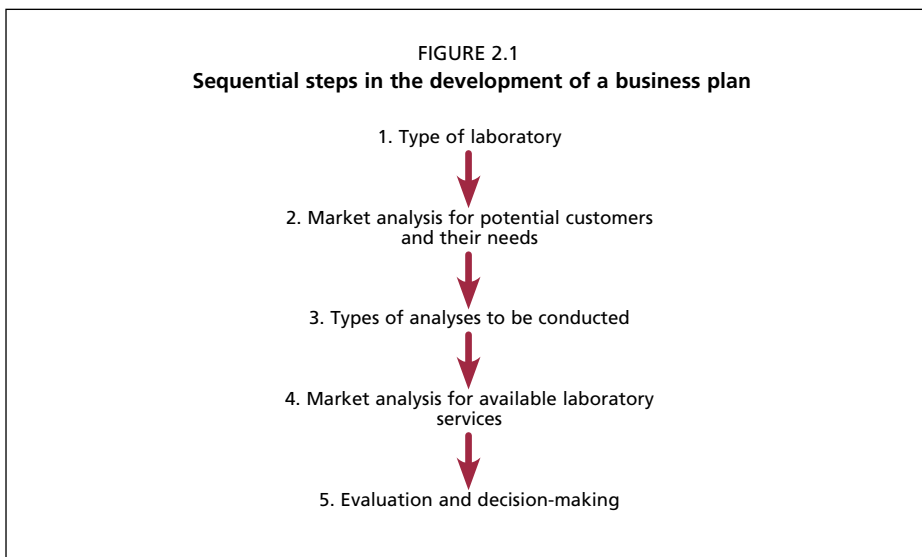 FIGURE 2.1
Sequential steps in the development of a business plan
1. Type of laboratory
2. Market analysis for potential customers
and their needs
3. Types of analyses to be conducted
4. Market analysis for available laboratory
services
5. Evaluation and decision-making